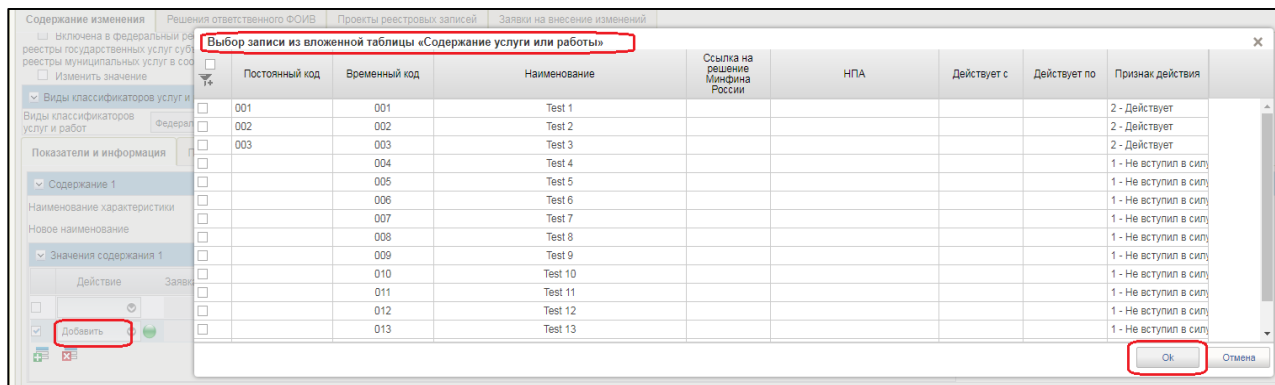 Содержание изменения Решения ответственного ФОИВ Проекты реестровых записей Заявки на внесение изменений
Включена в федеральный ре
реестры государственных услуг субъ
реестры муниципальных услуг в соо
Изменить значение
Виды классификаторов услуг и
Виды классификаторов услуг и работ Федерал
Показатели и информация П
Содержание 1
Наименование характеристики
Новое наименование
Значения содержания 1
Действие Заявк
Добавить
Выбор записи из вложенной таблицы «Содержание услуги или работы»
Постоянный код Временный код Наименование Ссылка на решение Минфина России НПА Действует с Действует по Признак действия
001 001 Test 1 2 - Действует
002 002 Test 2 2 - Действует
003 003 Test 3 2 - Действует
004 Test 4 1 - Не вступил в силу
005 Test 5 1 - Не вступил в силу
006 Test 6 1 - Не вступил в силу
007 Test 7 1 - Не вступил в силу
008 Test 8 1 - Не вступил в силу
009 Test 9 1 - Не вступил в силу
010 Test 10 1 - Не вступил в силу
011 Test 11 1 - Не вступил в силу
012 Test 12 1 - Не вступил в силу
013 Test 13 1 - Не вступил в силу
Ok Отмена